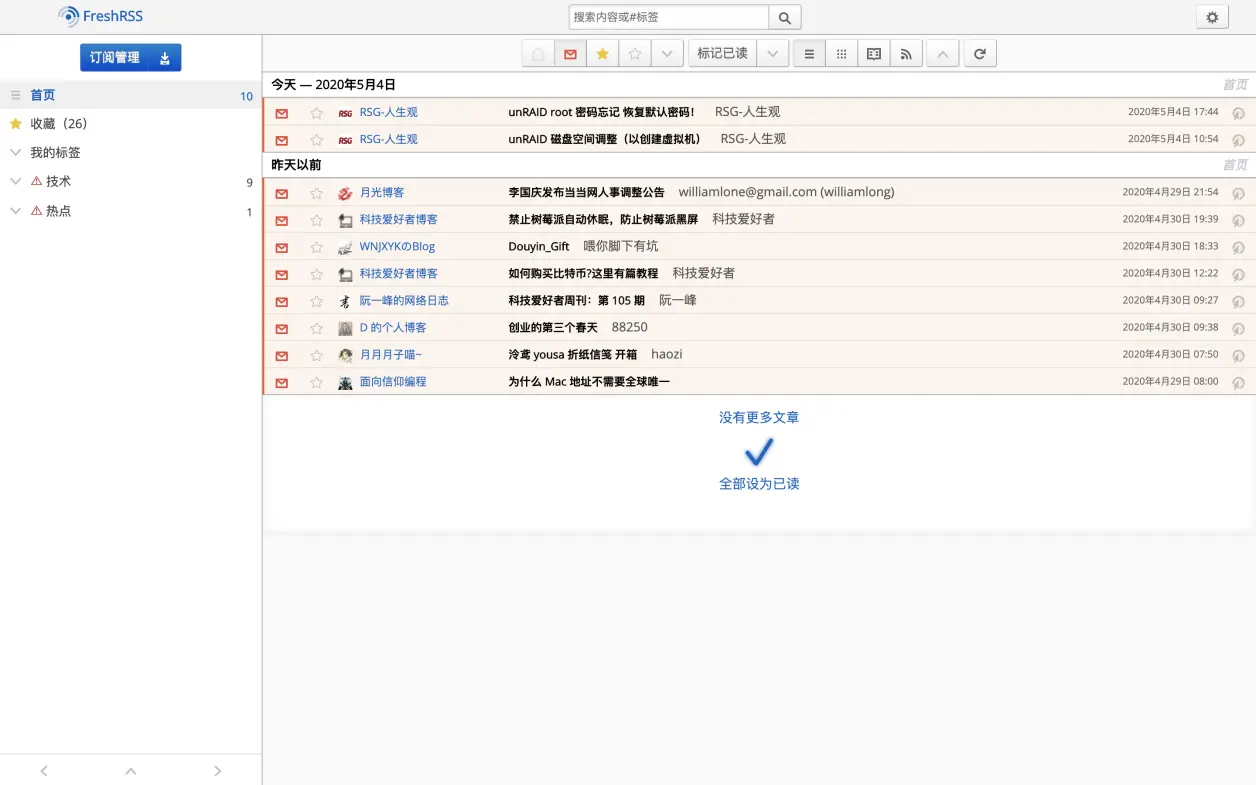 FreshRSS
搜索内容或#标签
订阅管理
标记已读
首页 10
收藏（26）
我的标签
技术 9
热点 1
今天 — 2020年5月4日 首页
RSG RSG-人生观 unRAID root 密码忘记 恢复默认密码！ RSG-人生观 2020年5月4日 17:44
RSG RSG-人生观 unRAID 磁盘空间调整（以创建虚拟机） RSG-人生观 2020年5月4日 10:54
昨天以前 首页
月光博客 李国庆发布当当网人事调整公告 williamlone@gmail.com (williamlong) 2020年4月29日 21:54
科技爱好者博客 禁止树莓派自动休眠，防止树莓派黑屏 科技爱好者 2020年4月30日 19:39
WNJXYKのBlog Douyin_Gift 喂你脚下有坑 2020年4月30日 18:33
科技爱好者博客 如何购买比特币?这里有篇教程 科技爱好者 2020年4月30日 12:22
阮一峰的网络日志 科技爱好者周刊：第 105 期 阮一峰 2020年4月30日 09:27
D 的个人博客 创业的第三个春天 88250 2020年4月30日 09:38
月月月子喵~ 泠鸢 yousa 折纸信笺 开箱 haozi 2020年4月30日 07:50
面向信仰编程 为什么 Mac 地址不需要全球唯一 2020年4月29日 08:00
没有更多文章
全部设为已读